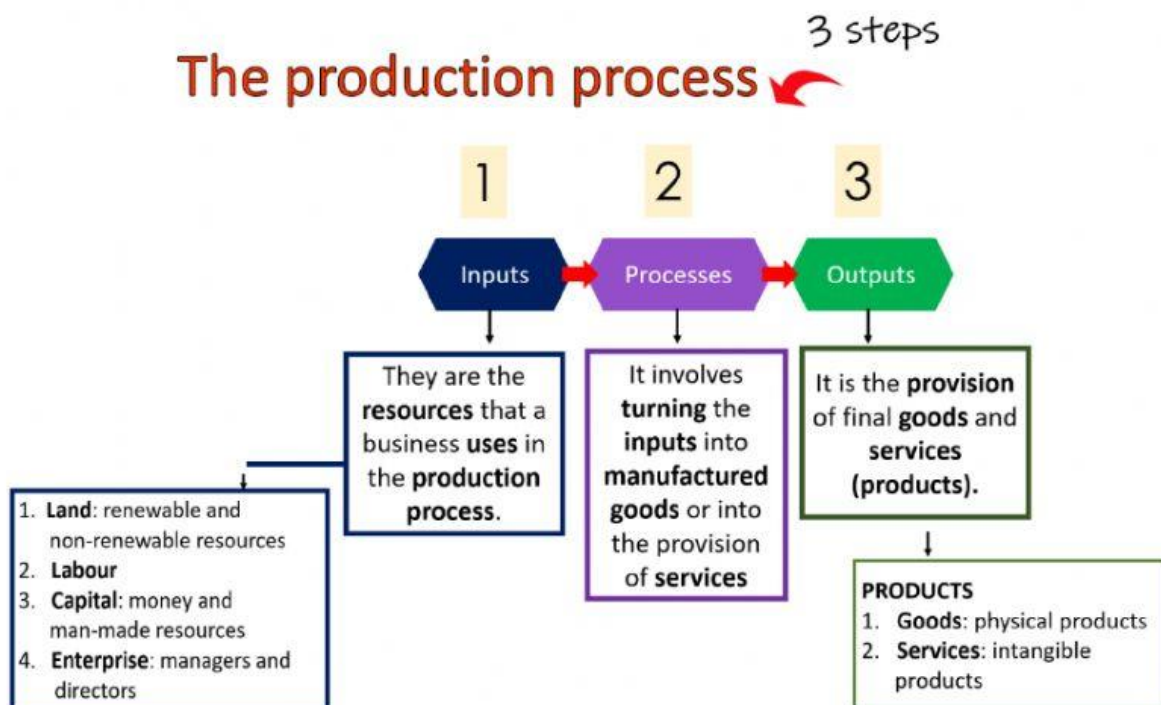 3 steps
The production process
1
2
3
Inputs
Processes
Outputs
They are the
resources that a
business uses in
the production
process.
It involves
turning the
inputs into
manufactured
goods or into
the provision
of services
It is the provision
of final goods and
services
(products).
1. Land: renewable and
non-renewable resources
2. Labour
3. Capital: money and
man-made resources
4. Enterprise: managers and
directors
PRODUCTS
1. Goods: physical products
2. Services: intangible
products